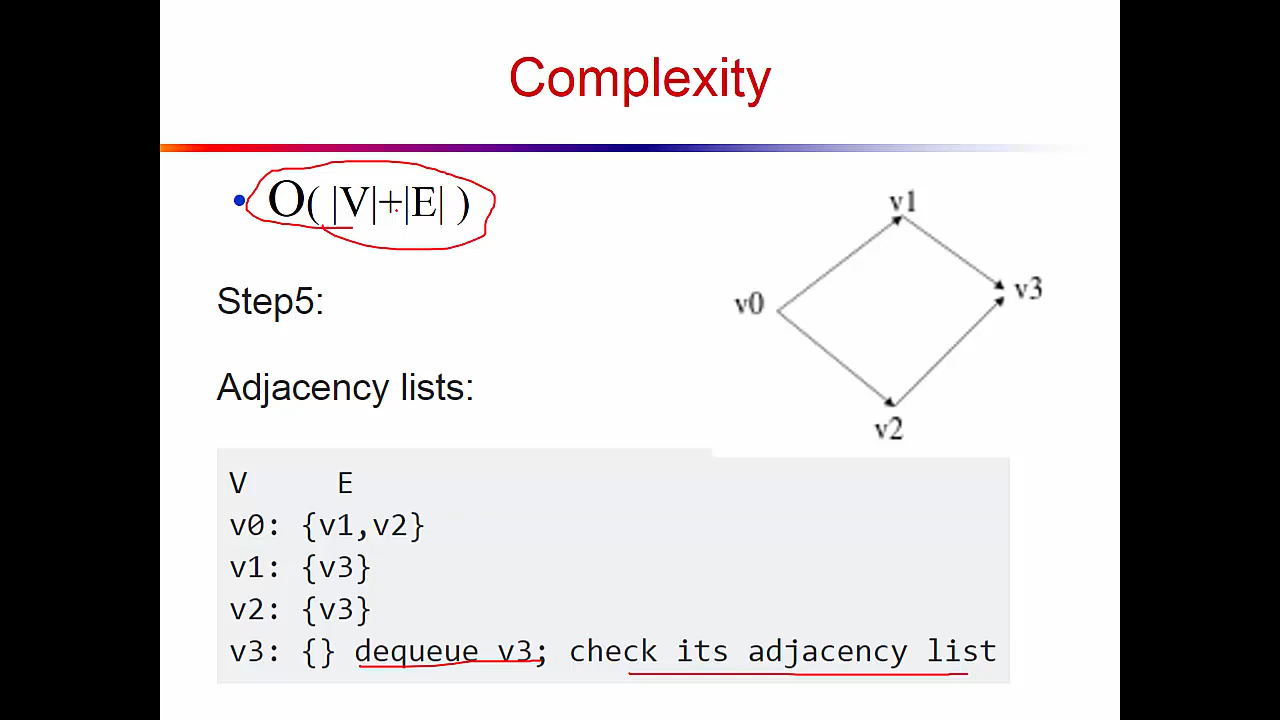 Complexity
O( |V|+|E| )
Step5:
Adjacency lists:
v1
v0
v3
v2
V E
v0: {v1,v2}
v1: {v3}
v2: {v3}
v3: {} dequeue v3; check its adjacency list